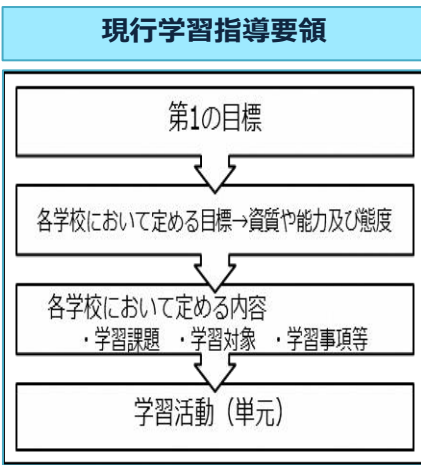 現行学習指導要領
第1の目標
各学校において定める目標→資質や能力及び態度
各学校において定める内容
・学習課題 ・学習対象 ・学習事項等
学習活動（単元）